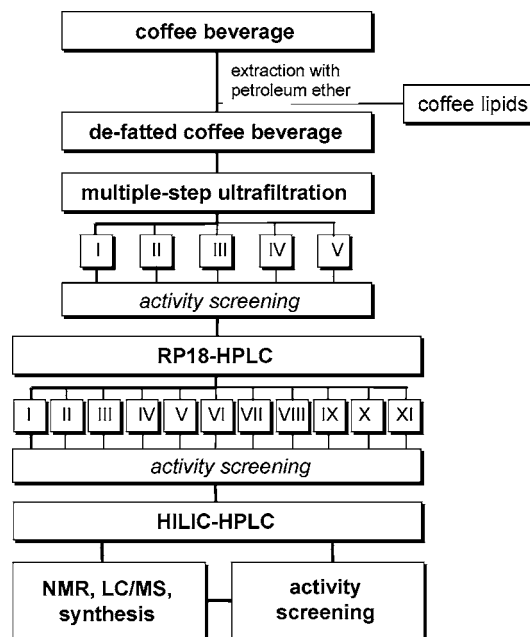 coffee beverage
extraction with
petroleum ether
coffee lipids
de-fatted coffee beverage
multiple-step ultrafiltration
I II III IV V
activity screening
RP18-HPLC
I II III IV V VI VII VIII IX X XI
activity screening
HILIC-HPLC
NMR, LC/MS,
synthesis
activity
screening